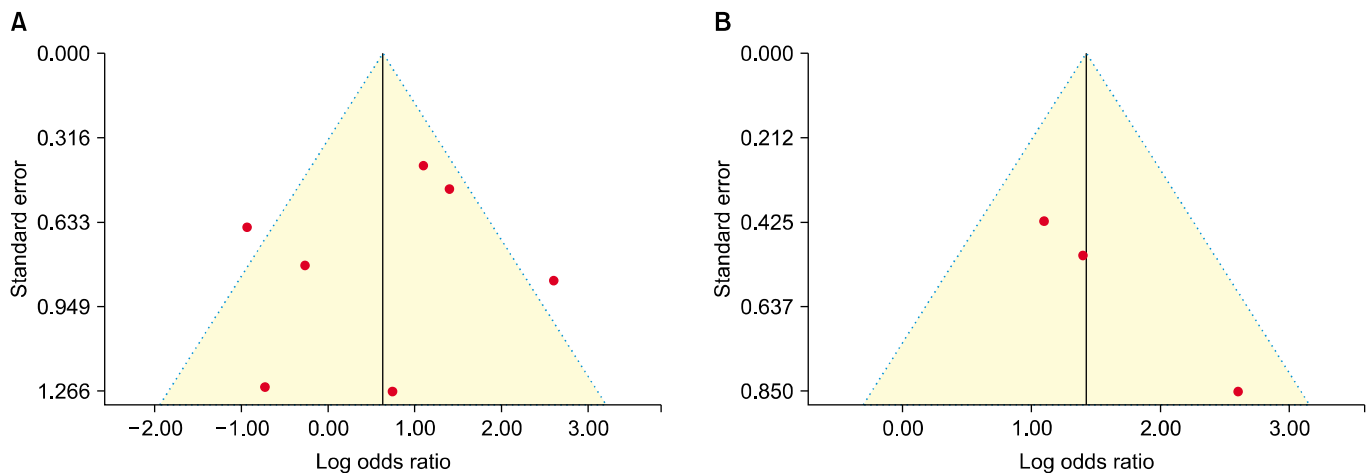 A
0.000
0.316
0.633
0.949
1.266
Standard error
−2.00 −1.00 0.00 1.00 2.00 3.00
Log odds ratio
B
0.000
0.212
0.425
0.637
0.850
Standard error
0.00 1.00 2.00 3.00
Log odds ratio